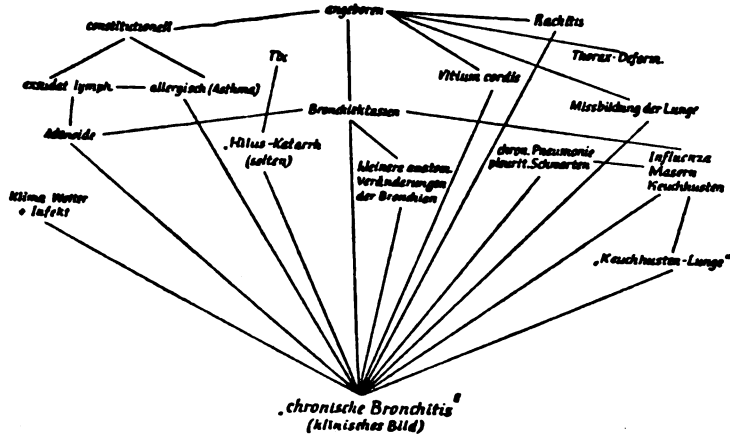 angeboren
constitutionell
Rachitis
Tbc
Thorax-Deform.
Vitium cordis
exsudat lymph.
allergisch (Asthma)
Bronchiektasien
Missbildung der Lunge
Adenoide
„Hilus-Katarrh
(selten)
chron. Pneumonie
pleurit. Schwarten
Influenza
Masern
Keuchhusten
kleinere anatom.
Veränderungen
der Bronchien
Klima Wetter
+ Infekt
„Keuchhusten-Lunge"
„chronische Bronchitis"
(klinisches Bild)